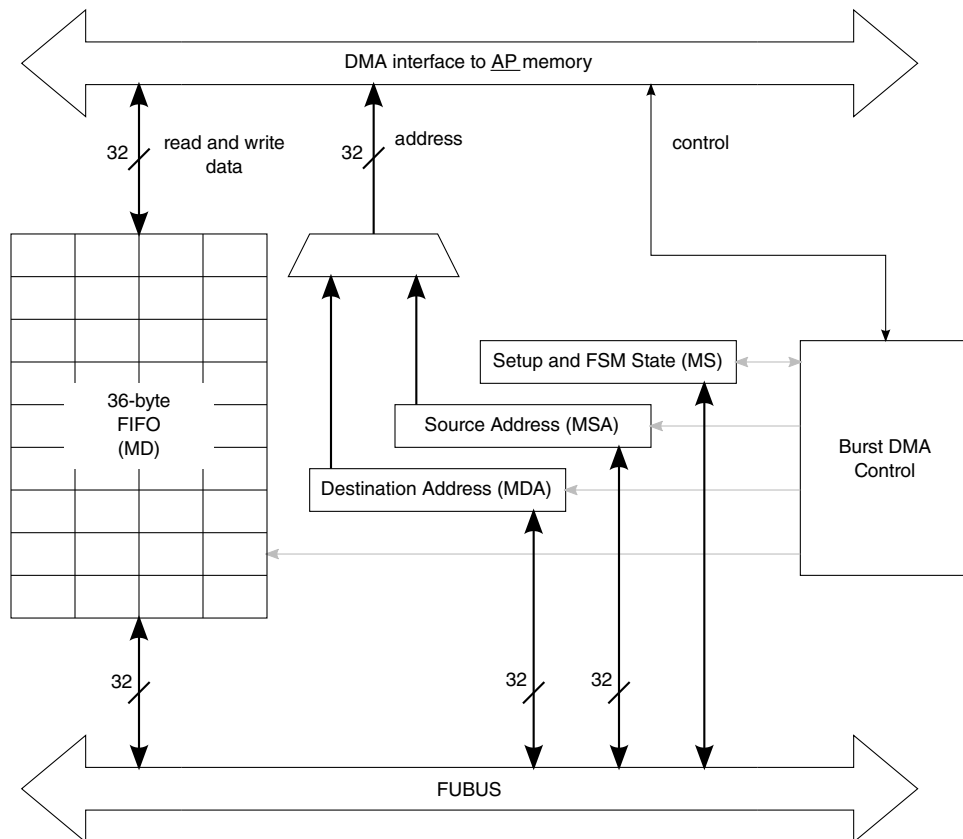 DMA interface to AP memory
32
read and write
data
32
address
control
Setup and FSM State (MS)
36-byte
FIFO
(MD)
Source Address (MSA)
Burst DMA
Control
Destination Address (MDA)
32
32
32
FUBUS